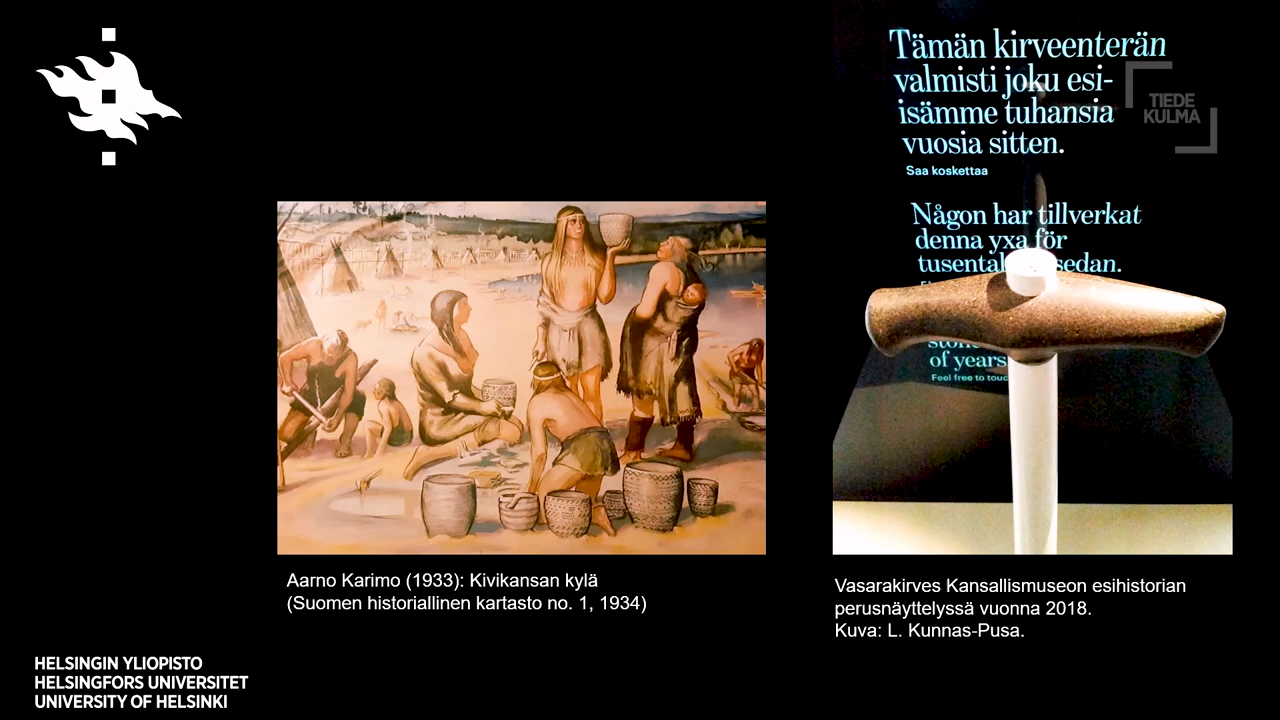 Tämän kirveenterän
valmisti joku esi-
isämme tuhansia
vuosia sitten.
Saa koskettaa
Någon har tillverkat
denna yxa för
sedan.
of years
Feel free to
TIEDE
KULMA
Aarno Karimo (1933): Kivikansan kylä
(Suomen historiallinen kartasto no. 1, 1934)
Vasarakirves Kansallismuseon esihistorian
perusnäyttelyssä vuonna 2018.
Kuva: L. Kunnas-Pusa.
HELSINGIN YLIOPISTO
HELSINGFORS UNIVERSITET
UNIVERSITY OF HELSINKI